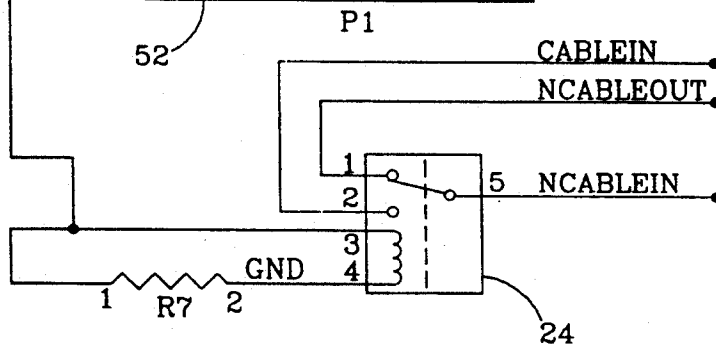 P1
52
CABLEIN
NCABLEOUT
1
5 NCABLEIN
2
3
4
GND
1 R7 2
24